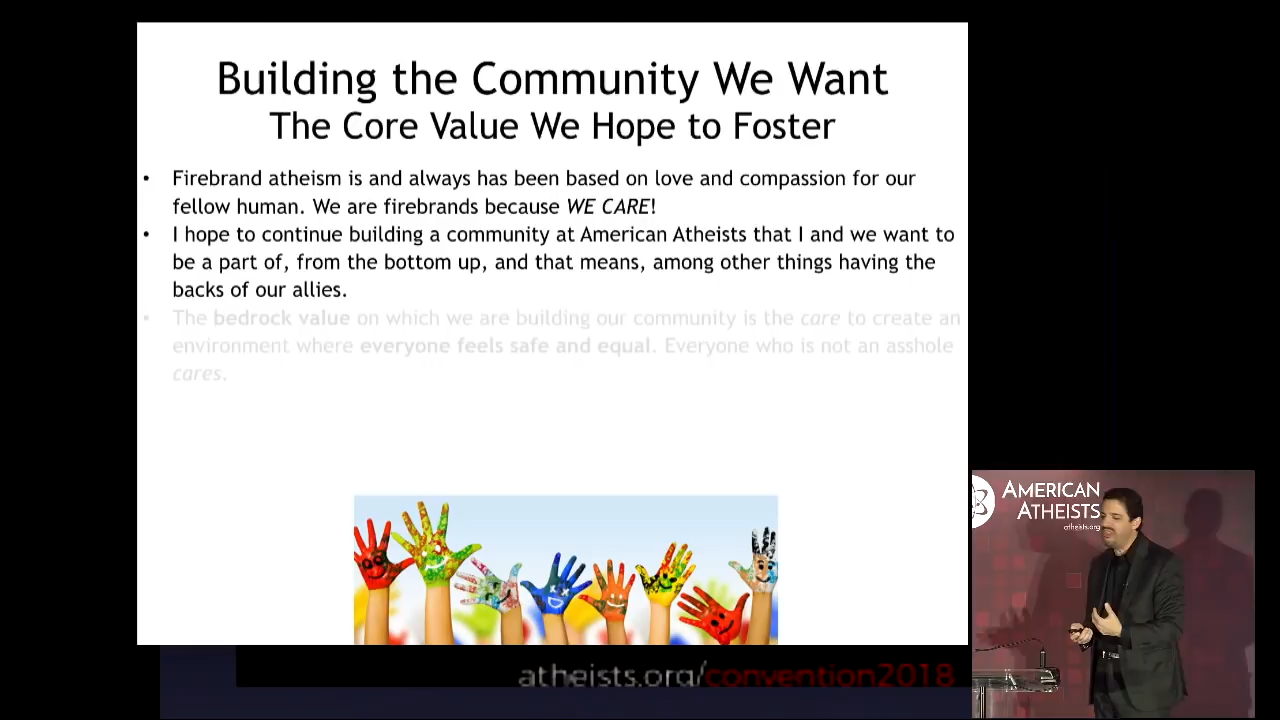 Building the Community We Want
The Core Value We Hope to Foster
• Firebrand atheism is and always has been based on love and compassion for our
fellow human. We are firebrands because WE CARE!
• I hope to continue building a community at American Atheists that I and we want to
be a part of, from the bottom up, and that means, among other things having the
backs of our allies.
• The bedrock value on which we are building our community is the care to create an
environment where everyone feels safe and equal. Everyone who is not an asshole
cares.
AMERICAN
ATHEISTS
atheists.org
atheists.org/convention2018